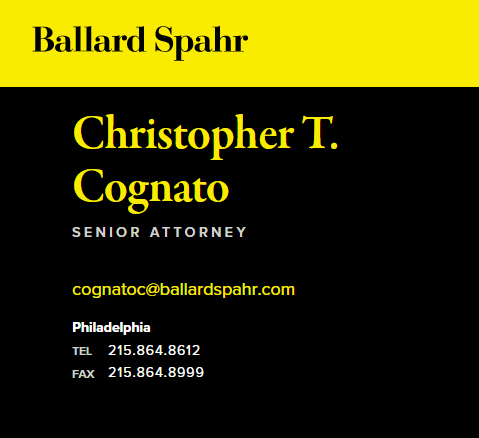 Ballard Spahr
Christopher T.
Cognato
SENIOR ATTORNEY
cognatoc@ballardspahr.com
Philadelphia
TEL 215.864.8612
FAX 215.864.8999